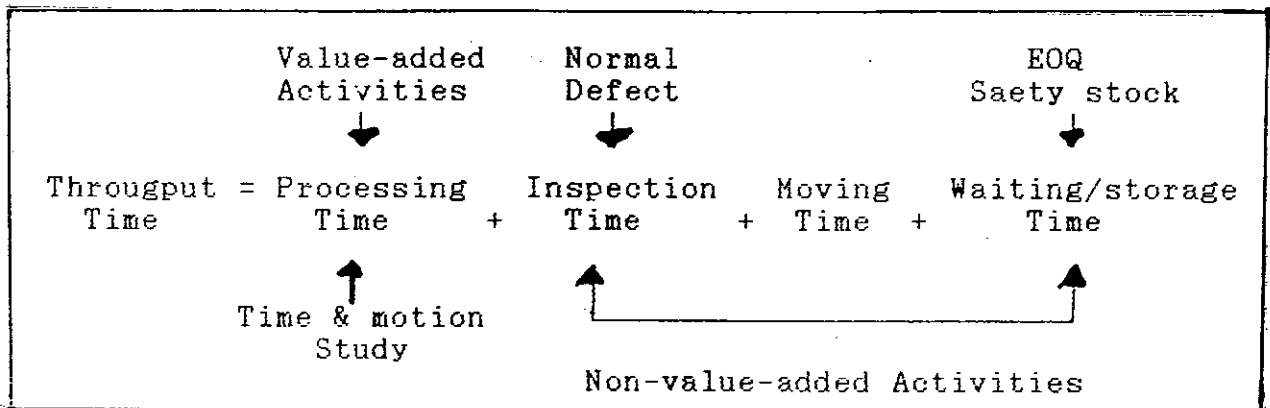 Value-added Normal EOQ
Activities Defect Saety stock
Througput = Processing Inspection Moving Waiting/storage
Time Time + Time + Time + Time
Time & motion
Study
Non-value-added Activities